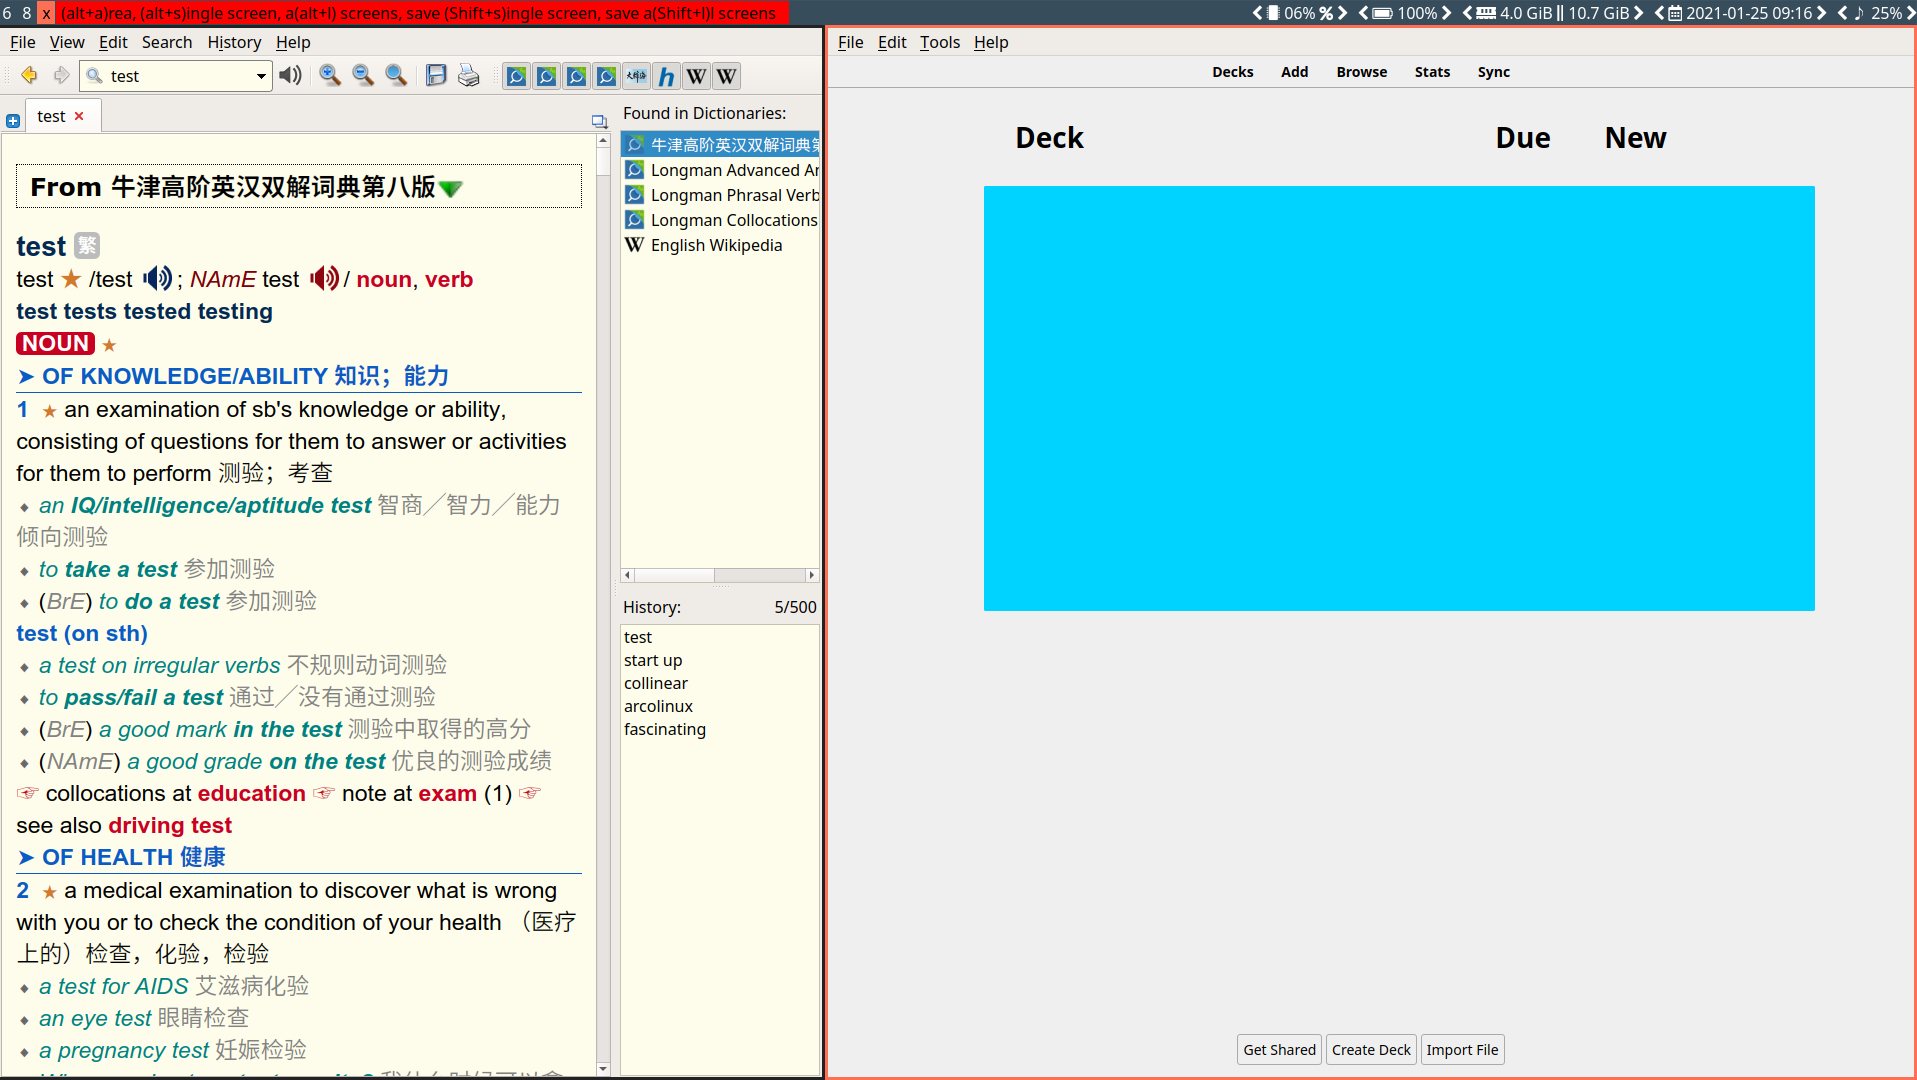 6 8 x (alt+a)rea, (alt+s)ingle screen, a(alt+l) screens, save (Shift+s)ingle screen, save a(Shift+l)l screens
06% 100% 4.0 GiB || 10.7 GiB 2021-01-25 09:16 ♪ 25%
File View Edit Search History Help
test
test
From 牛津高阶英汉双解词典第八版
test 繁
test ★ /test ; NAmE test / noun, verb
test tests tested testing
NOUN ★
➤ OF KNOWLEDGE/ABILITY 知识；能力
1 ★ an examination of sb's knowledge or ability,
consisting of questions for them to answer or activities
for them to perform 测验；考查
◆ an IQ/intelligence/aptitude test 智商／智力／能力
倾向测验
◆ to take a test 参加测验
◆ (BrE) to do a test 参加测验
test (on sth)
◆ a test on irregular verbs 不规则动词测验
◆ to pass/fail a test 通过／没有通过测验
◆ (BrE) a good mark in the test 测验中取得的高分
◆ (NAmE) a good grade on the test 优良的测验成绩
☞ collocations at education ☞ note at exam (1) ☞
see also driving test
➤ OF HEALTH 健康
2 ★ a medical examination to discover what is wrong
with you or to check the condition of your health （医疗
上的）检查，化验，检验
◆ a test for AIDS 艾滋病化验
◆ an eye test 眼睛检查
◆ a pregnancy test 妊娠检验
大辞海 h W W
Found in Dictionaries:
牛津高阶英汉双解词典第
Longman Advanced Am
Longman Phrasal Verb
Longman Collocations
W English Wikipedia
History: 5/500
test
start up
collinear
arcolinux
fascinating
File Edit Tools Help
Decks Add Browse Stats Sync
Deck Due New
Get Shared Create Deck Import File